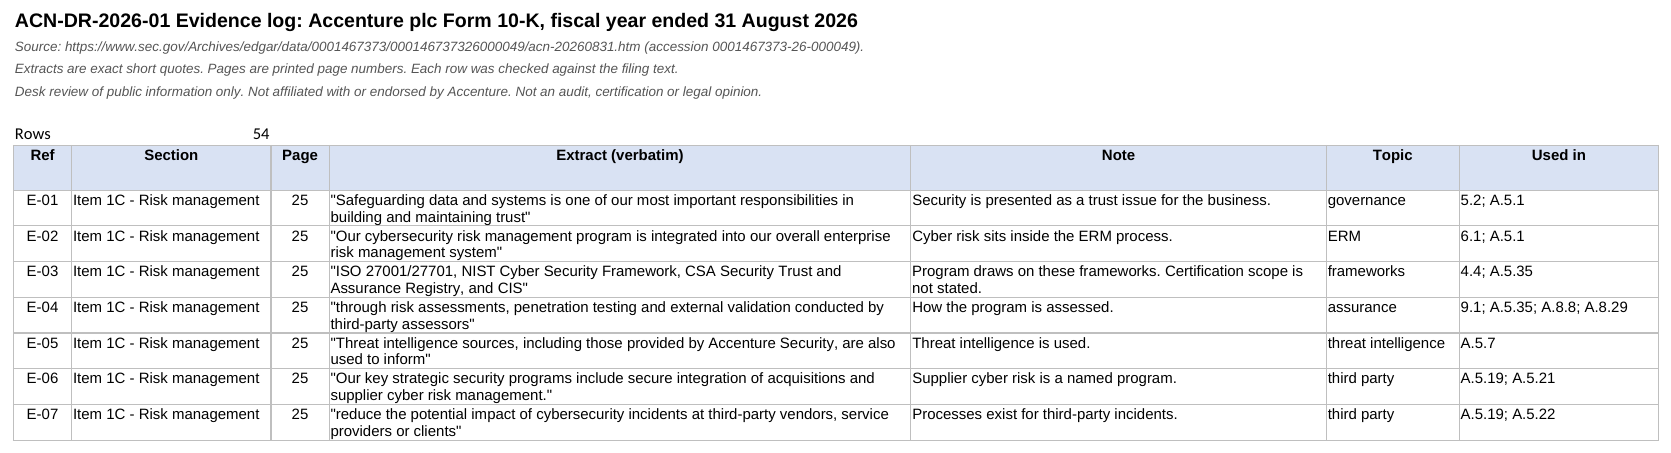 ACN-DR-2026-01 Evidence log: Accenture plc Form 10-K, fiscal year ended 31 August 2026
Source: https://www.sec.gov/Archives/edgar/data/0001467373/000146737326000049/acn-20260831.htm (accession 0001467373-26-000049).
Extracts are exact short quotes. Pages are printed page numbers. Each row was checked against the filing text.
Desk review of public information only. Not affiliated with or endorsed by Accenture. Not an audit, certification or legal opinion.
Rows 54
Ref Section Page Extract (verbatim) Note Topic Used in
E-01 Item 1C - Risk management 25 "Safeguarding data and systems is one of our most important responsibilities in Security is presented as a trust issue for the business. governance 5.2; A.5.1
building and maintaining trust"
E-02 Item 1C - Risk management 25 "Our cybersecurity risk management program is integrated into our overall enterprise Cyber risk sits inside the ERM process. ERM 6.1; A.5.1
risk management system"
E-03 Item 1C - Risk management 25 "ISO 27001/27701, NIST Cyber Security Framework, CSA Security Trust and Program draws on these frameworks. Certification scope is frameworks 4.4; A.5.35
Assurance Registry, and CIS" not stated.
E-04 Item 1C - Risk management 25 "through risk assessments, penetration testing and external validation conducted by How the program is assessed. assurance 9.1; A.5.35; A.8.8; A.8.29
third-party assessors"
E-05 Item 1C - Risk management 25 "Threat intelligence sources, including those provided by Accenture Security, are also Threat intelligence is used. threat intelligence A.5.7
used to inform"
E-06 Item 1C - Risk management 25 "Our key strategic security programs include secure integration of acquisitions and Supplier cyber risk is a named program. third party A.5.19; A.5.21
supplier cyber risk management."
E-07 Item 1C - Risk management 25 "reduce the potential impact of cybersecurity incidents at third-party vendors, service Processes exist for third-party incidents. third party A.5.19; A.5.22
providers or clients"